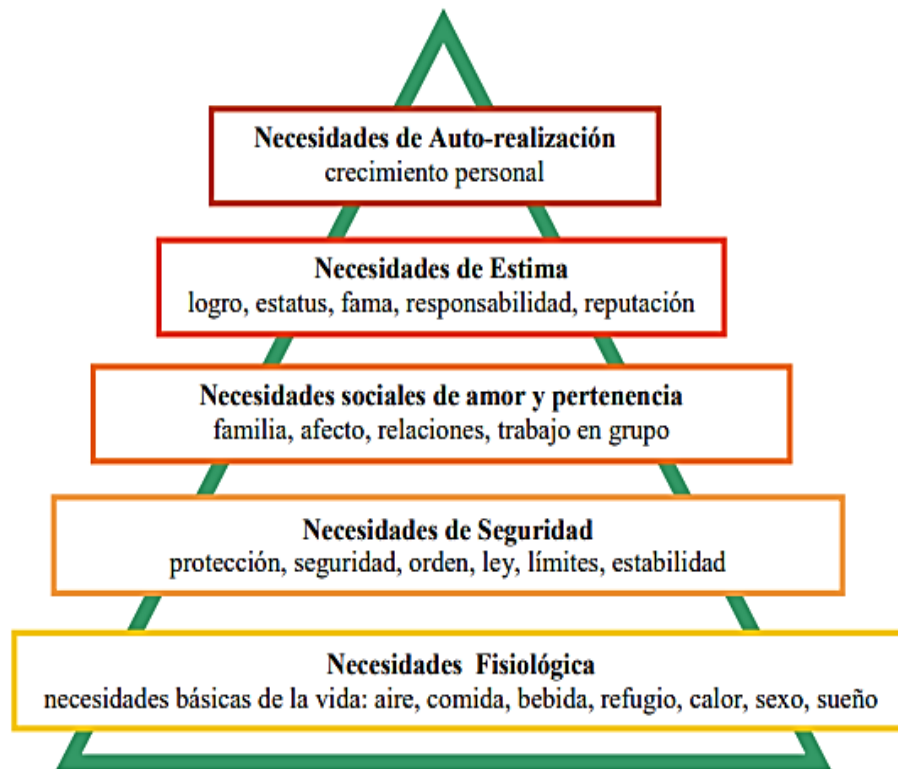 Necesidades de Auto-realización
crecimiento personal
Necesidades de Estima
logro, estatus, fama, responsabilidad, reputación
Necesidades sociales de amor y pertenencia
familia, afecto, relaciones, trabajo en grupo
Necesidades de Seguridad
protección, seguridad, orden, ley, límites, estabilidad
Necesidades Fisiológica
necesidades básicas de la vida: aire, comida, bebida, refugio, calor, sexo, sueño